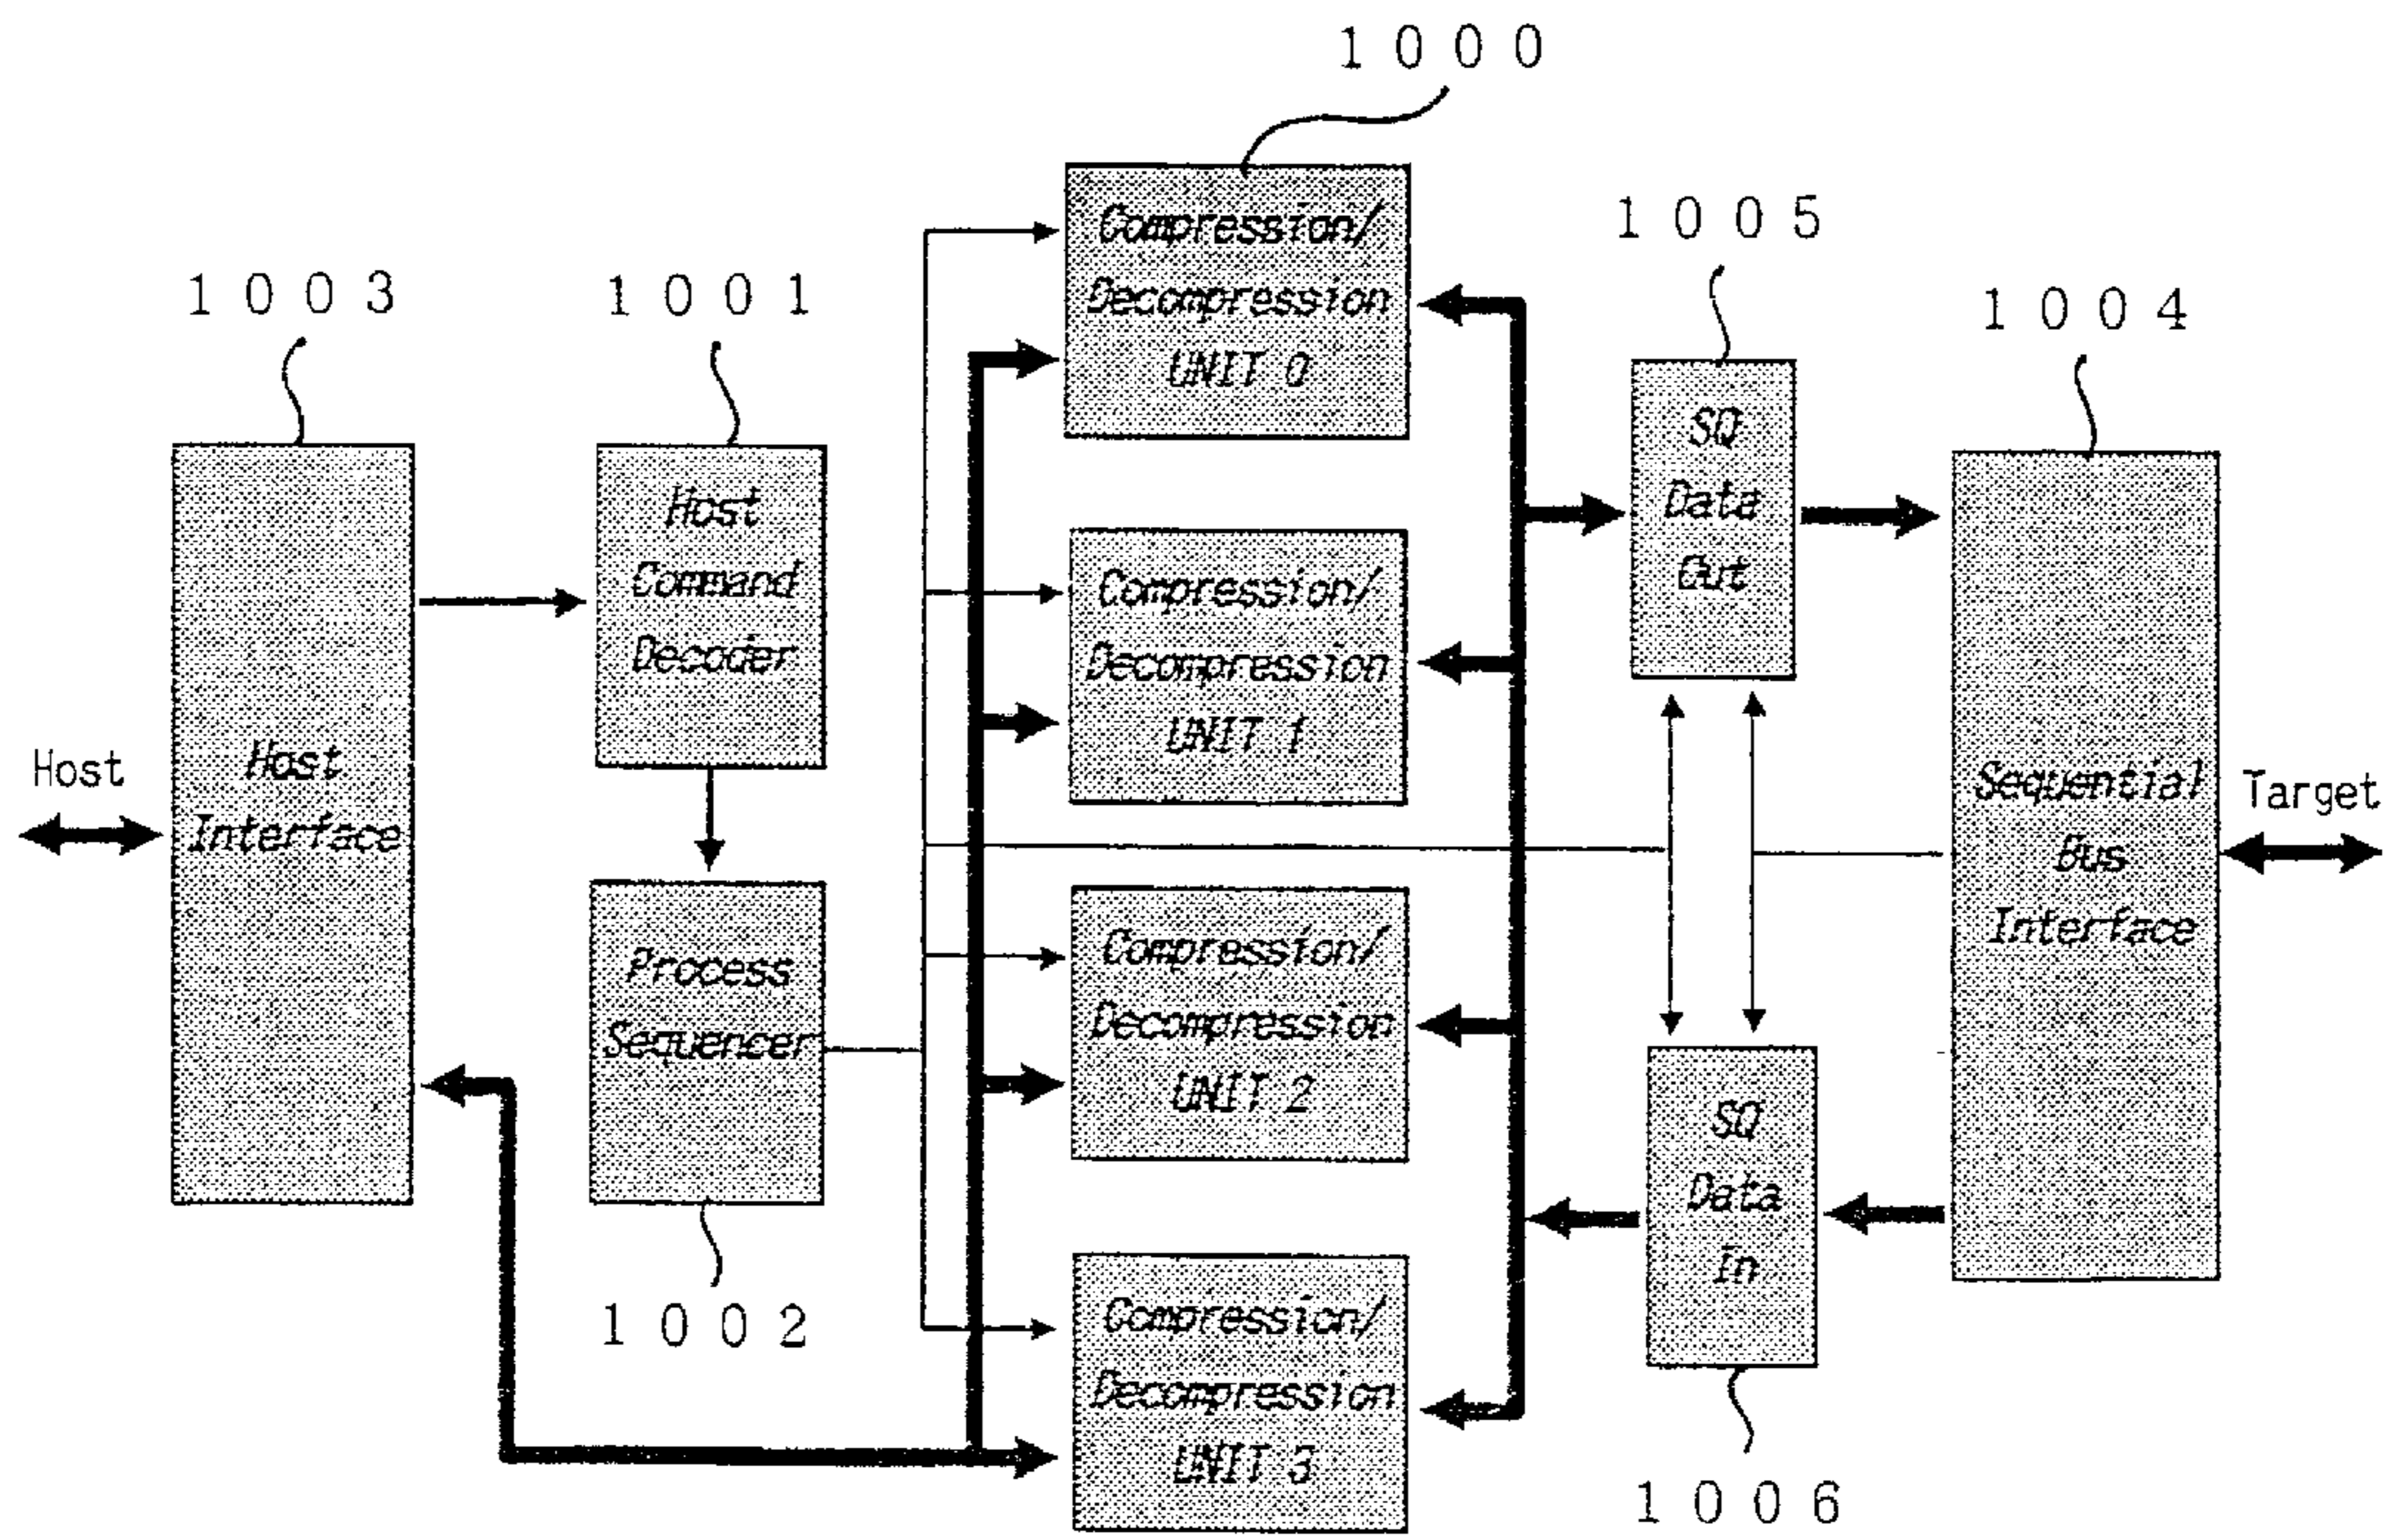 1000
1005
1003
1001
1004
Compression/
Decompression
UNIT 0
SQ
Data
Out
Host
Command
Decoder
Compression/
Decompression
UNIT 1
Host
Host
Interface
Sequential
Bus
Interface
Target
Process
Sequencer
Compression/
Decompression
UNIT 2
SQ
Data
In
1002
Compression/
Decompression
UNIT 3
1006